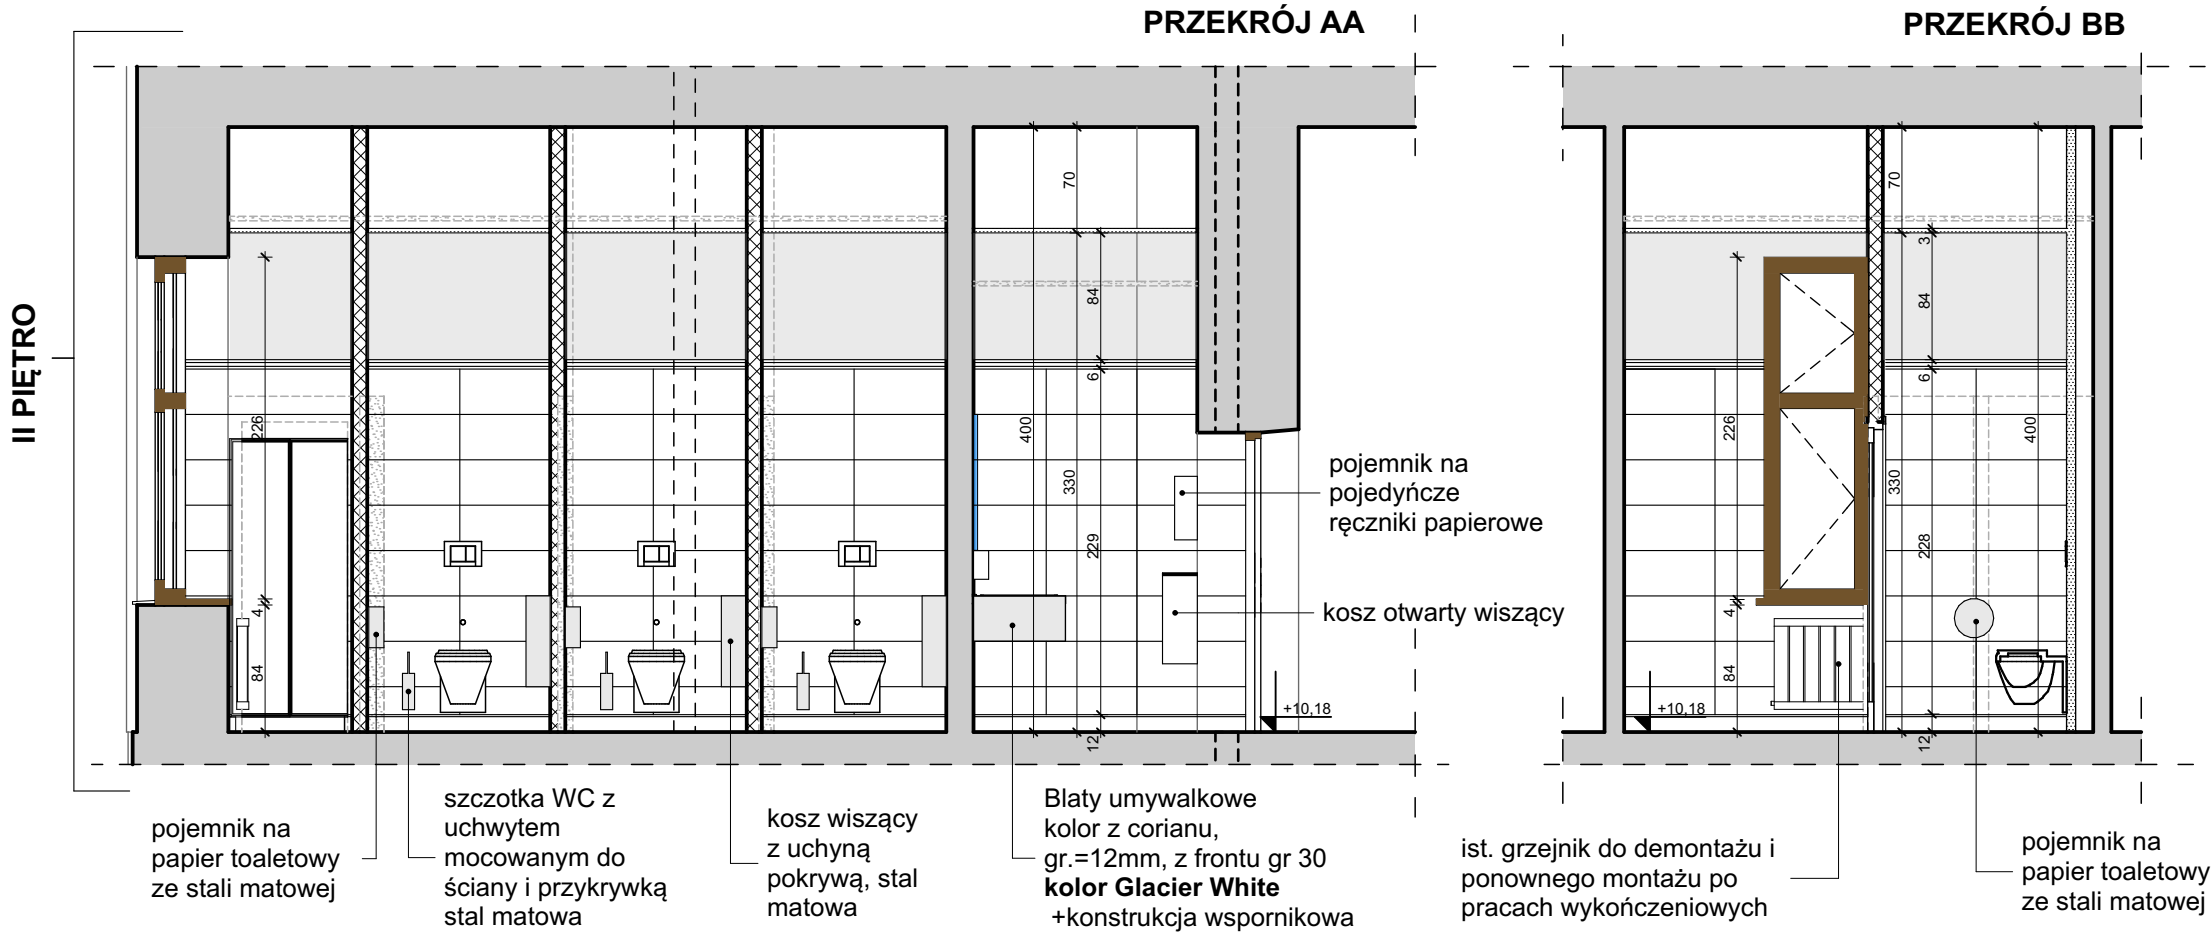 PRZEKRÓJ AA
PRZEKRÓJ BB
II PIĘTRO
70
84
6
226
400
330
229
4
84
12
+10,18
pojemnik na
pojedyńcze
ręczniki papierowe
kosz otwarty wiszący
70
3
84
6
226
400
330
228
4
84
12
+10,18
pojemnik na
papier toaletowy
ze stali matowej
szczotka WC z
uchwytem
mocowanym do
ściany i przykrywką
stal matowa
kosz wiszący
z uchyną
pokrywą, stal
matowa
Blaty umywalkowe
kolor z corianu,
gr.=12mm, z frontu gr 30
kolor Glacier White
+konstrukcja wspornikowa
ist. grzejnik do demontażu i
ponownego montażu po
pracach wykończeniowych
pojemnik na
papier toaletowy
ze stali matowej